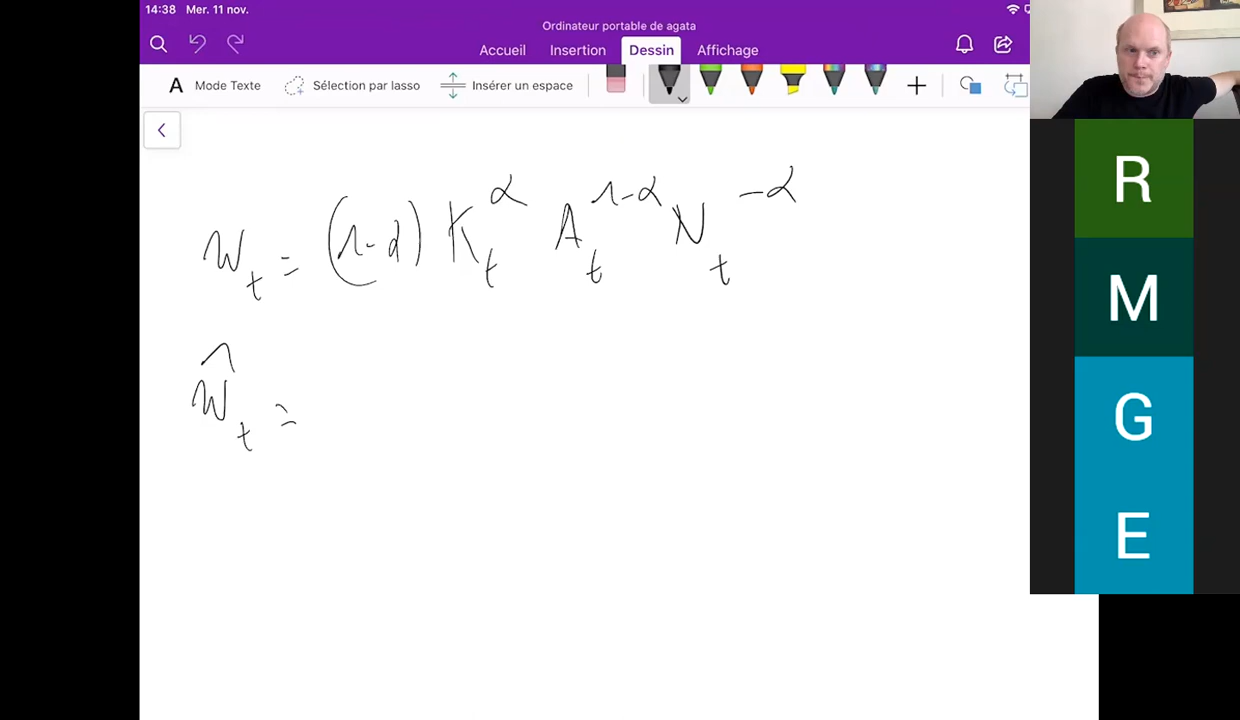 14:38 Mer. 11 nov.
Ordinateur portable de agata
Accueil Insertion Dessin Affichage
A Mode Texte Sélection par lasso Insérer un espace
w_t = (1-α) K_t^α A_t^{1-α} N_t^{-α}
ŵ_t =
R
M
G
E